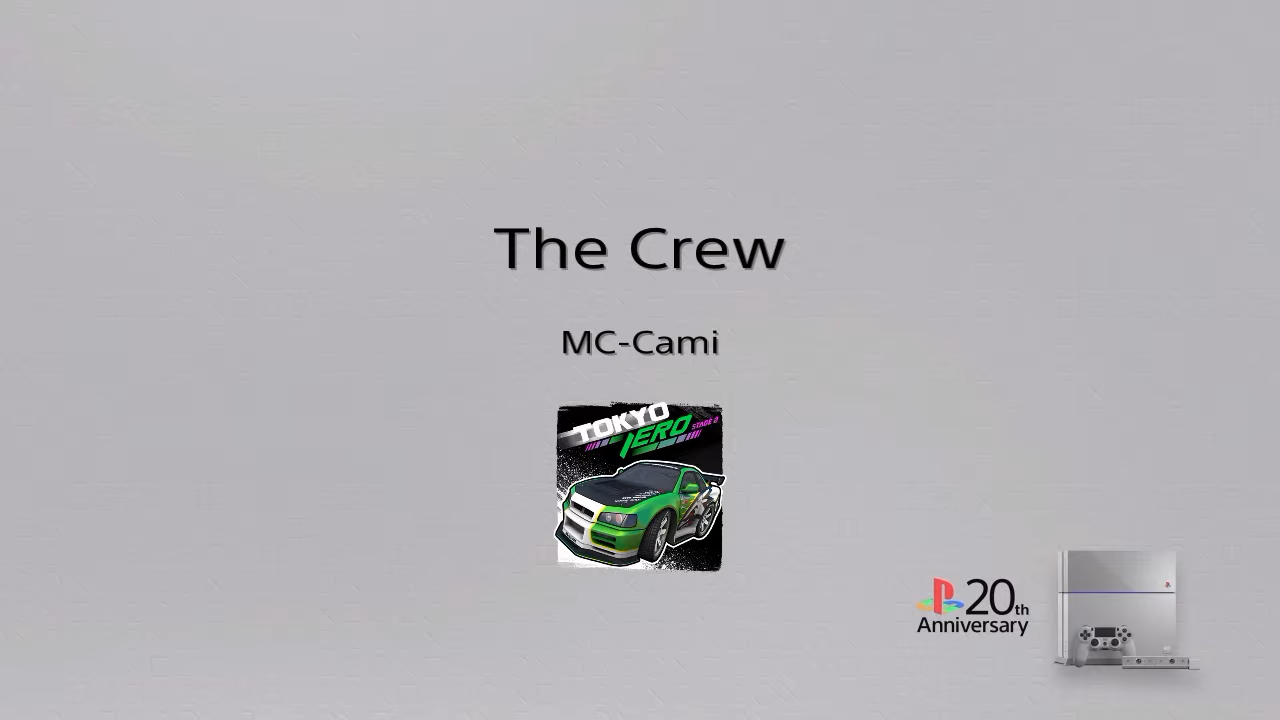 The Crew
MC-Cami
TOKYO
ZERO STAGE 2
20th
Anniversary